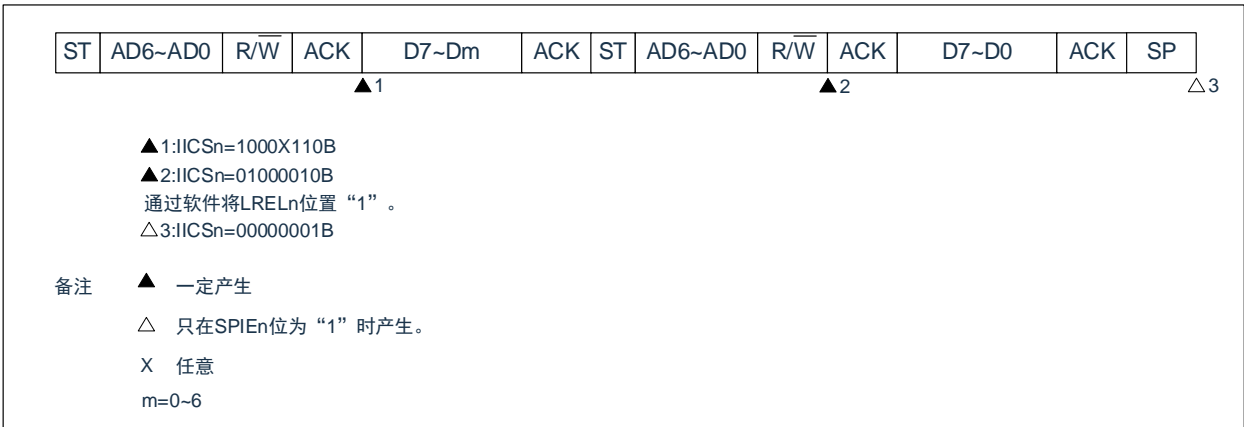 ST AD6~AD0 R/W̅ ACK D7~Dm ACK ST AD6~AD0 R/W̅ ACK D7~D0 ACK SP
▲1 ▲2 △3
▲1:IICSn=1000X110B
▲2:IICSn=01000010B
通过软件将LRELn位置“1”。
△3:IICSn=00000001B
备注 ▲ 一定产生
△ 只在SPIEn位为“1”时产生。
X 任意
m=0~6